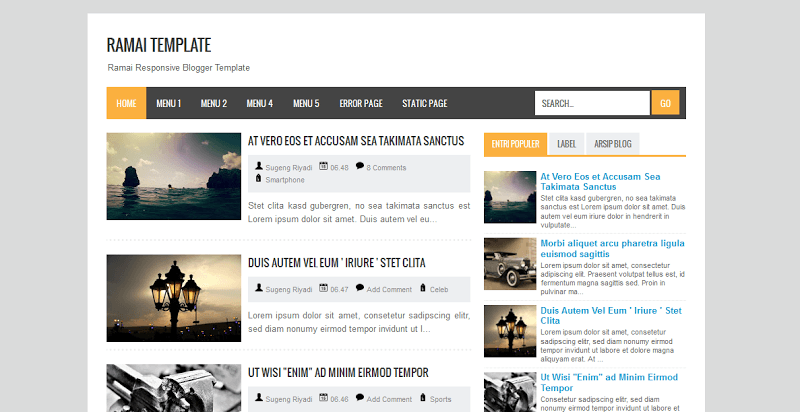 RAMAI TEMPLATE
Ramai Responsive Blogger Template
HOME MENU 1 MENU 2 MENU 4 MENU 5 ERROR PAGE STATIC PAGE SEARCH... GO
AT VERO EOS ET ACCUSAM SEA TAKIMATA SANCTUS
Sugeng Riyadi 06.48 8 Comments
Smartphone
Stet clita kasd gubergren, no sea takimata sanctus est
Lorem ipsum dolor sit amet. Duis autem vel eu...
DUIS AUTEM VEL EUM ' IRIURE ' STET CLITA
Sugeng Riyadi 06.47 Add Comment Celeb
Lorem ipsum dolor sit amet, consetetur sadipscing elitr,
sed diam nonumy eirmod tempor invidunt ut l...
UT WISI "ENIM" AD MINIM EIRMOD TEMPOR
Sugeng Riyadi 06.46 Add Comment Sports
ENTRI POPULER LABEL ARSIP BLOG
At Vero Eos et Accusam Sea
Takimata Sanctus
Stet clita kasd gubergren, no sea takimata
sanctus est Lorem ipsum dolor sit amet. Duis
autem vel eum iriure dolor in hendrerit in
vulputate...
Morbi aliquet arcu pharetra ligula
euismod sagittis
Lorem ipsum dolor sit amet, consectetur
adipiscing elit. Praesent volutpat tellus est, id
fermentum magna sagittis sed. Proin in
pulvinar ma...
Duis Autem Vel Eum ' Iriure ' Stet
Clita
Lorem ipsum dolor sit amet, consetetur
sadipscing elitr, sed diam nonumy eirmod
tempor invidunt ut labore et dolore magna
aliquyam erat. At ...
Ut Wisi "Enim" ad Minim Eirmod
Tempor
Consetetur sadipscing elitr, sed diam nonumy
eirmod tempor invidunt ut labore et dolore